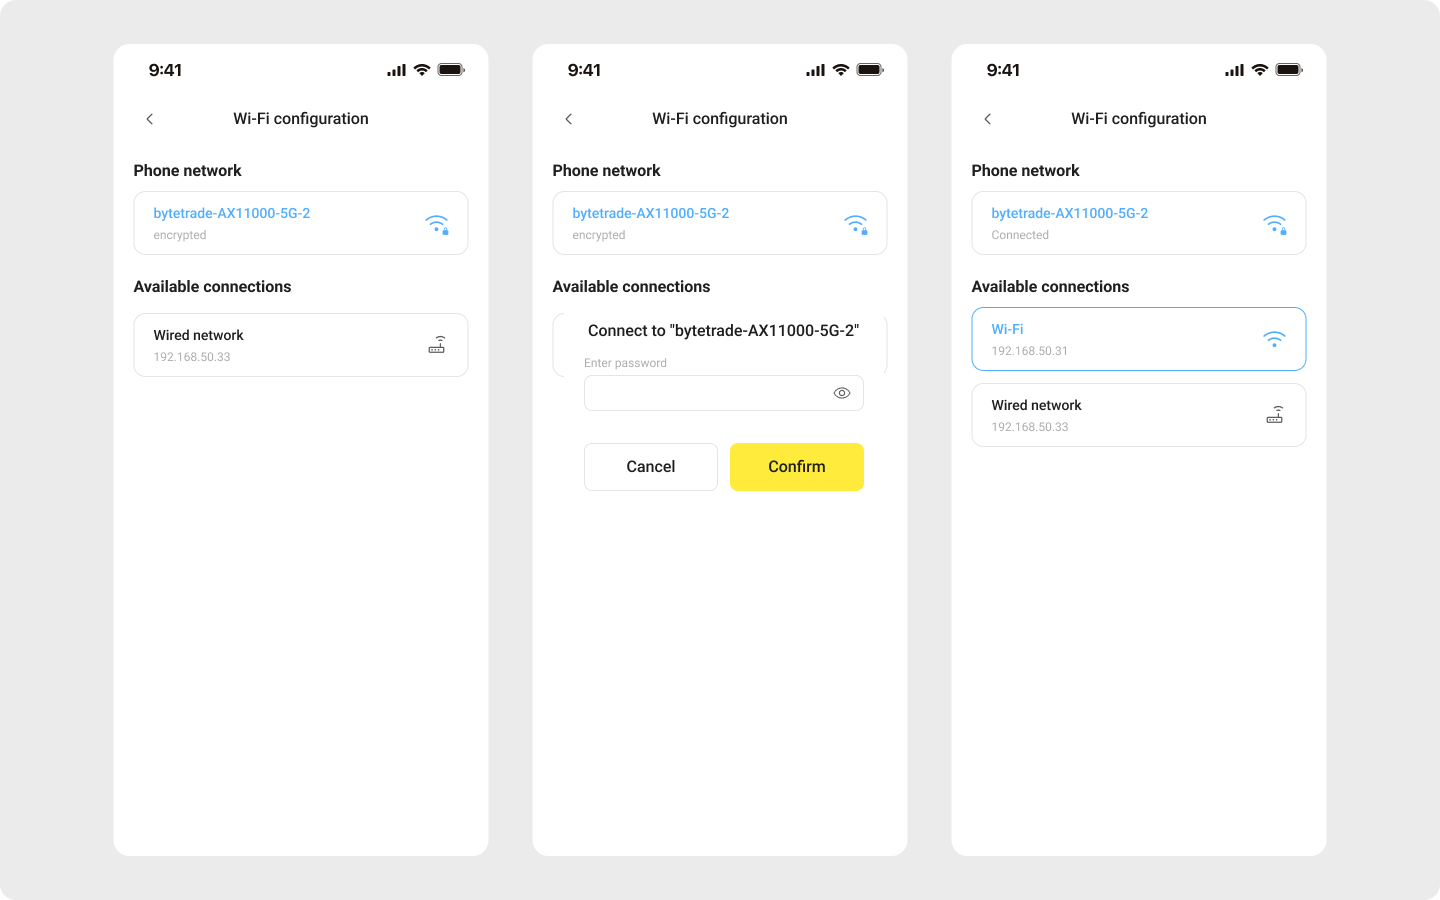 9:41
Wi-Fi configuration
Phone network
bytetrade-AX11000-5G-2
encrypted
Available connections
Wired network
192.168.50.33
9:41
Wi-Fi configuration
Phone network
bytetrade-AX11000-5G-2
encrypted
Available connections
Connect to "bytetrade-AX11000-5G-2"
Enter password
Cancel Confirm
9:41
Wi-Fi configuration
Phone network
bytetrade-AX11000-5G-2
Connected
Available connections
Wi-Fi
192.168.50.31
Wired network
192.168.50.33